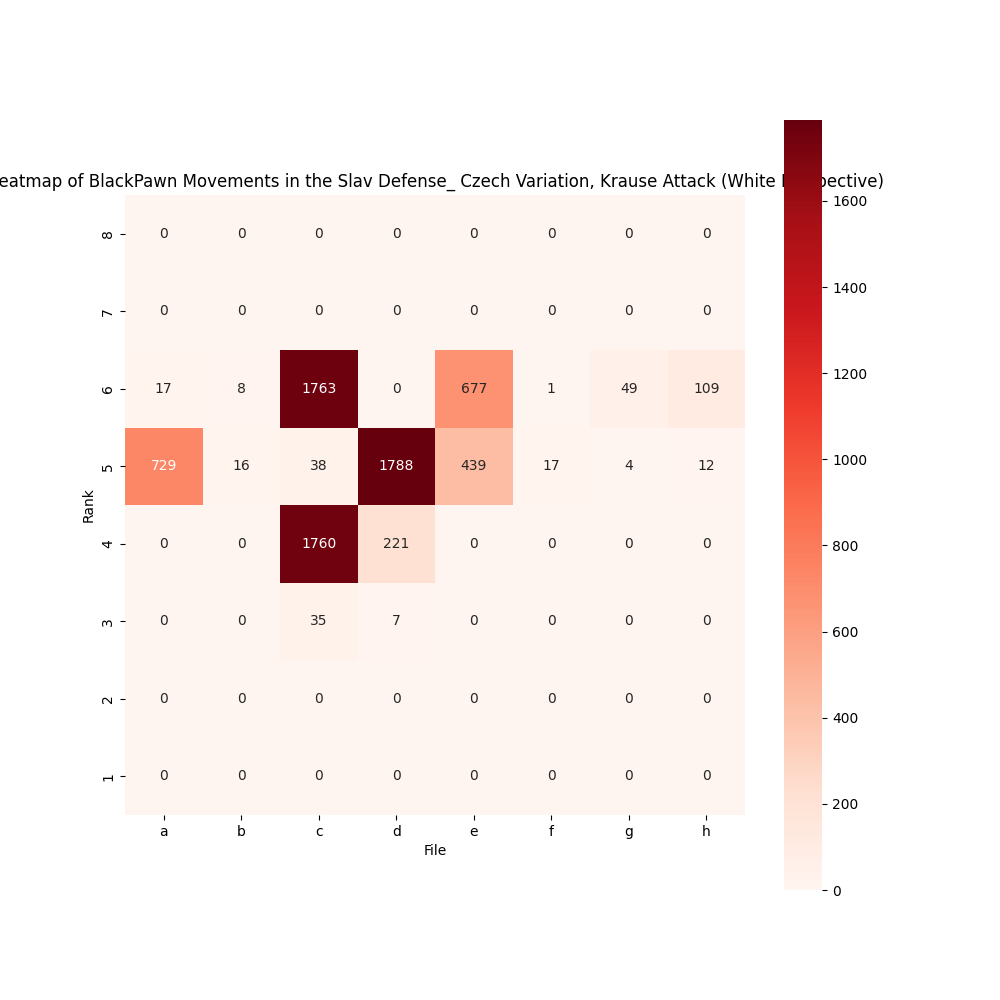 eatmap of BlackPawn Movements in the Slav Defense_ Czech Variation, Krause Attack (White pective)
8 0 0 0 0 0 0 0 0
7 0 0 0 0 0 0 0 0
6 17 8 1763 0 677 1 49 109
5 729 16 38 1788 439 17 4 12
4 0 0 1760 221 0 0 0 0
3 0 0 35 7 0 0 0 0
2 0 0 0 0 0 0 0 0
1 0 0 0 0 0 0 0 0
a b c d e f g h
File
Rank
1600
1400
1200
1000
800
600
400
200
0